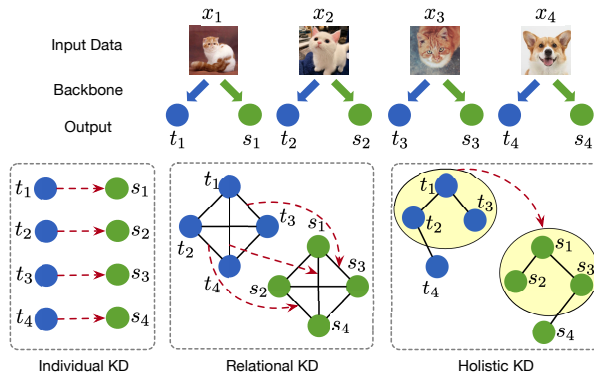 x₁ x₂ x₃ x₄
Input Data
Backbone
Output
t₁ s₁ t₂ s₂ t₃ s₃ t₄ s₄
t₁ s₁
t₂ s₂
t₃ s₃
t₄ s₄
t₁
t₃
t₂
t₄
s₁
s₃
s₂
s₄
t₁
t₃
t₂
t₄
s₁
s₂ s₃
s₄
Individual KD Relational KD Holistic KD